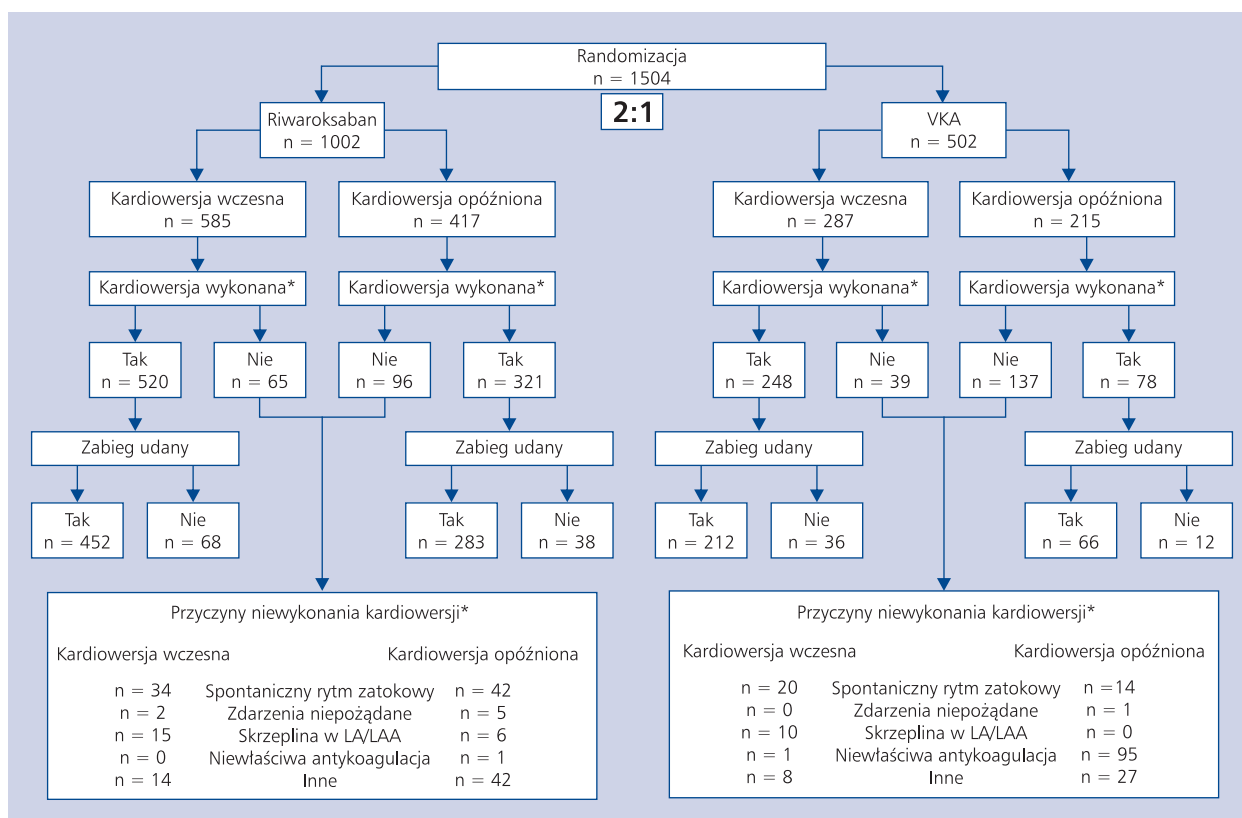 Randomizacja
n = 1504
2:1
Riwaroksaban
n = 1002
VKA
n = 502
Kardiowersja wczesna
n = 585
Kardiowersja opóźniona
n = 417
Kardiowersja wczesna
n = 287
Kardiowersja opóźniona
n = 215
Kardiowersja wykonana*
Kardiowersja wykonana*
Kardiowersja wykonana*
Kardiowersja wykonana*
Tak
n = 520
Nie
n = 65
Nie
n = 96
Tak
n = 321
Tak
n = 248
Nie
n = 39
Nie
n = 137
Tak
n = 78
Zabieg udany
Zabieg udany
Zabieg udany
Zabieg udany
Tak
n = 452
Nie
n = 68
Tak
n = 283
Nie
n = 38
Tak
n = 212
Nie
n = 36
Tak
n = 66
Nie
n = 12
Przyczyny niewykonania kardiowersji*
Kardiowersja wczesna Kardiowersja opóźniona
n = 34 Spontaniczny rytm zatokowy n = 42
n = 2 Zdarzenia niepożądane n = 5
n = 15 Skrzeplina w LA/LAA n = 6
n = 0 Niewłaściwa antykoagulacja n = 1
n = 14 Inne n = 42
Przyczyny niewykonania kardiowersji*
Kardiowersja wczesna Kardiowersja opóźniona
n = 20 Spontaniczny rytm zatokowy n =14
n = 0 Zdarzenia niepożądane n = 1
n = 10 Skrzeplina w LA/LAA n = 0
n = 1 Niewłaściwa antykoagulacja n = 95
n = 8 Inne n = 27